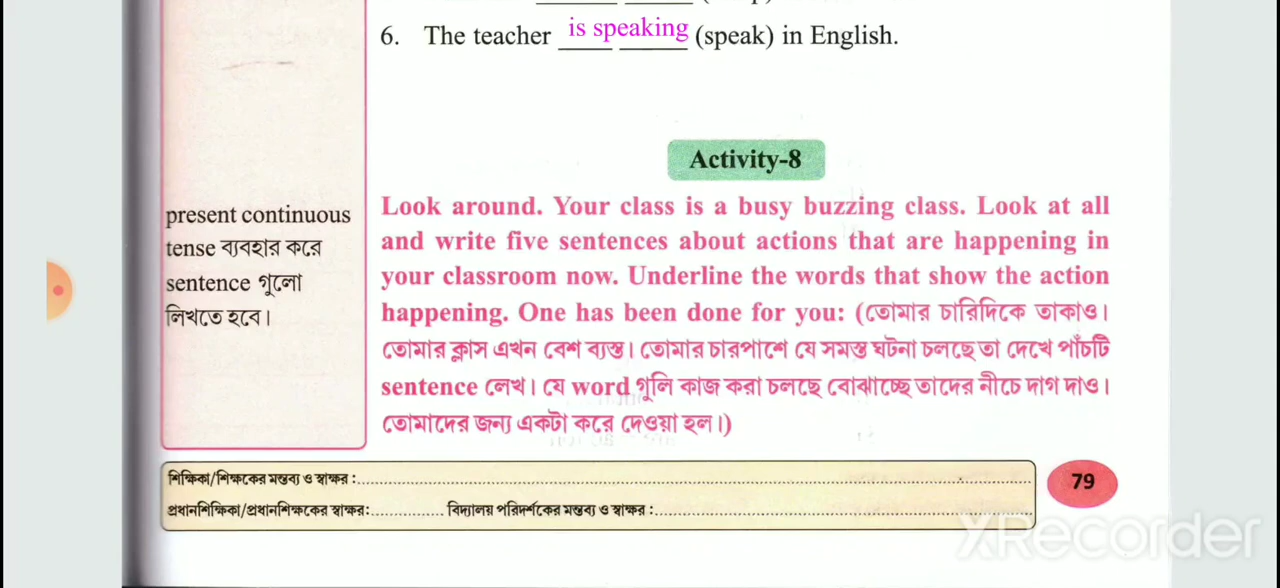 6. The teacher is speaking (speak) in English.
Activity-8
present continuous
tense ব্যবহার করে
sentence গুলো
লিখতে হবে।
Look around. Your class is a busy buzzing class. Look at all
and write five sentences about actions that are happening in
your classroom now. Underline the words that show the action
happening. One has been done for you: (তোমার চারিদিকে তাকাও।
তোমার ক্লাস এখন বেশ ব্যস্ত। তোমার চারপাশে যে সমস্ত ঘটনা চলছে তা দেখে পাঁচটি
sentence লেখ। যে word গুলি কাজ করা চলছে বোঝাচ্ছে তাদের নীচে দাগ দাও।
তোমাদের জন্য একটা করে দেওয়া হল।)
শিক্ষিকা/শিক্ষকের মন্তব্য ও স্বাক্ষর :
প্রধানশিক্ষিকা/প্রধানশিক্ষকের স্বাক্ষর: বিদ্যালয় পরিদর্শকের মন্তব্য ও স্বাক্ষর :
79
XRecorder